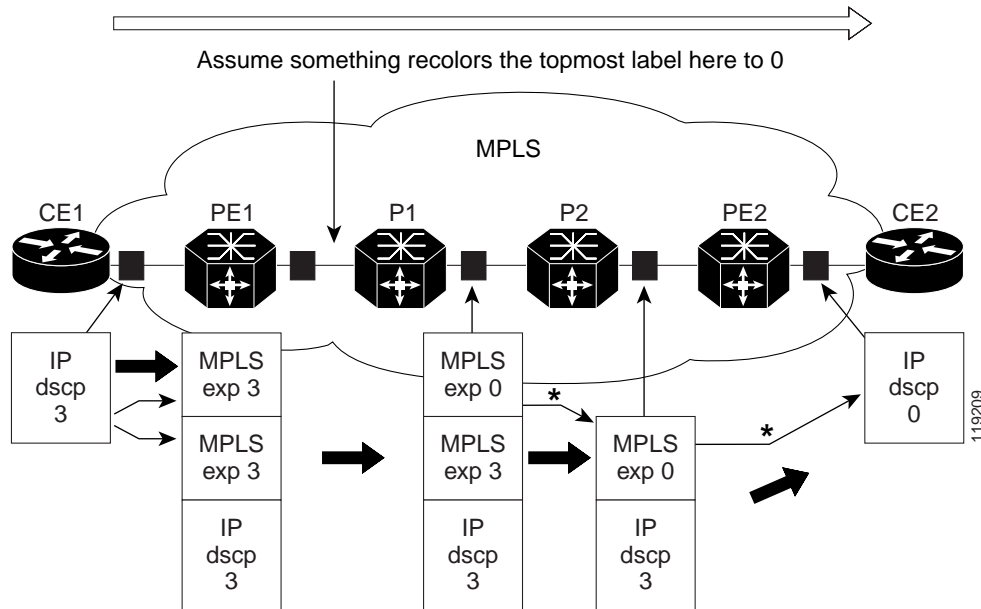 Assume something recolors the topmost label here to 0
MPLS
CE1
PE1
P1
P2
PE2
CE2
IP
dscp
3
MPLS
exp 3
MPLS
exp 3
IP
dscp
3
MPLS
exp 0
MPLS
exp 3
IP
dscp
3
*
MPLS
exp 0
IP
dscp
3
*
IP
dscp
0
119209